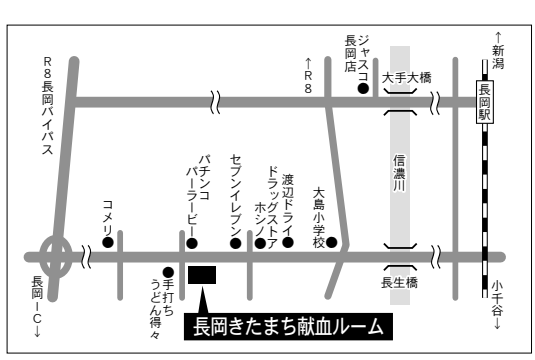 ↑新潟
長岡駅
小千谷↓
大手大橋
信濃川
長生橋
ジャスコ
長岡店
↑R8
R8長岡バイパス
長岡IC↓
コメリ
パチンコ
パーラービー
セブンイレブン
ドラッグストア
ホシノ
渡辺ドライ
大島小学校
手打ち
うどん得々
長岡きたまち献血ルーム